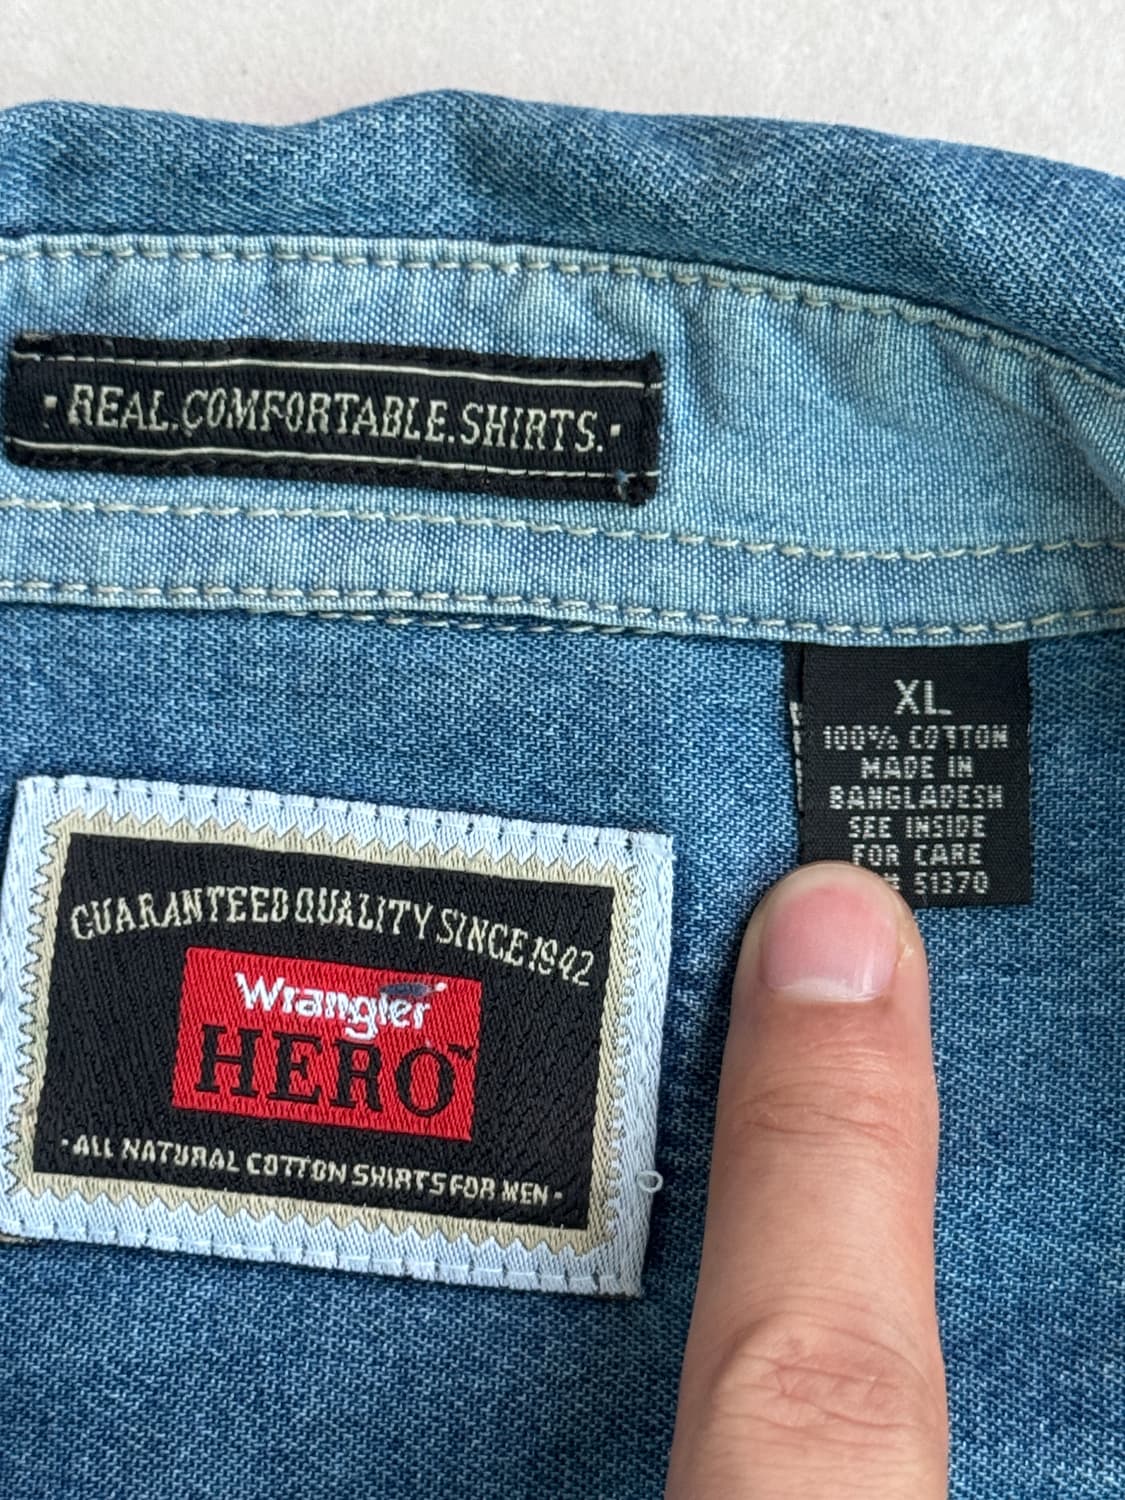 · REAL.COMFORTABLE.SHIRTS. ·
XL
100% COTTON
MADE IN
BANGLADESH
SEE INSIDE
FOR CARE
# 51370
GUARANTEED QUALITY SINCE 1942
Wrangler
HERO™
· ALL NATURAL COTTON SHIRTS FOR MEN ·